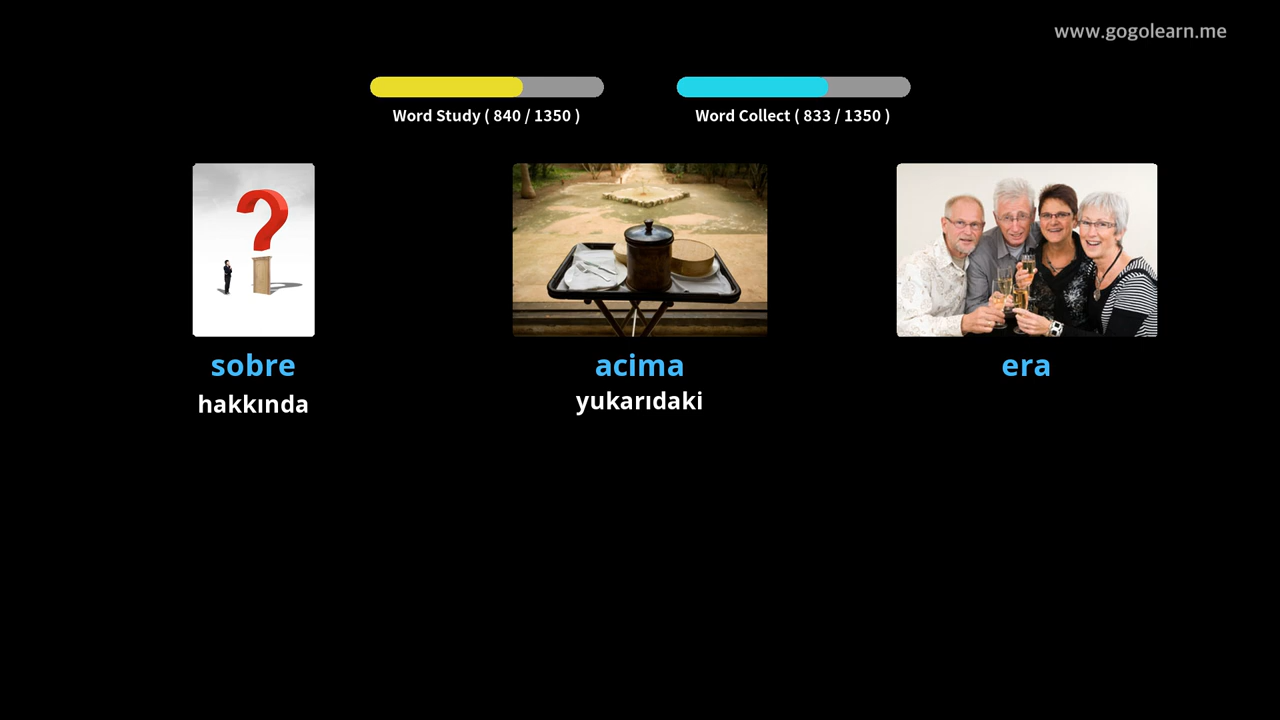 www.gogolearn.me
Word Study ( 840 / 1350 )
Word Collect ( 833 / 1350 )
sobre
hakkında
acima
yukarıdaki
era